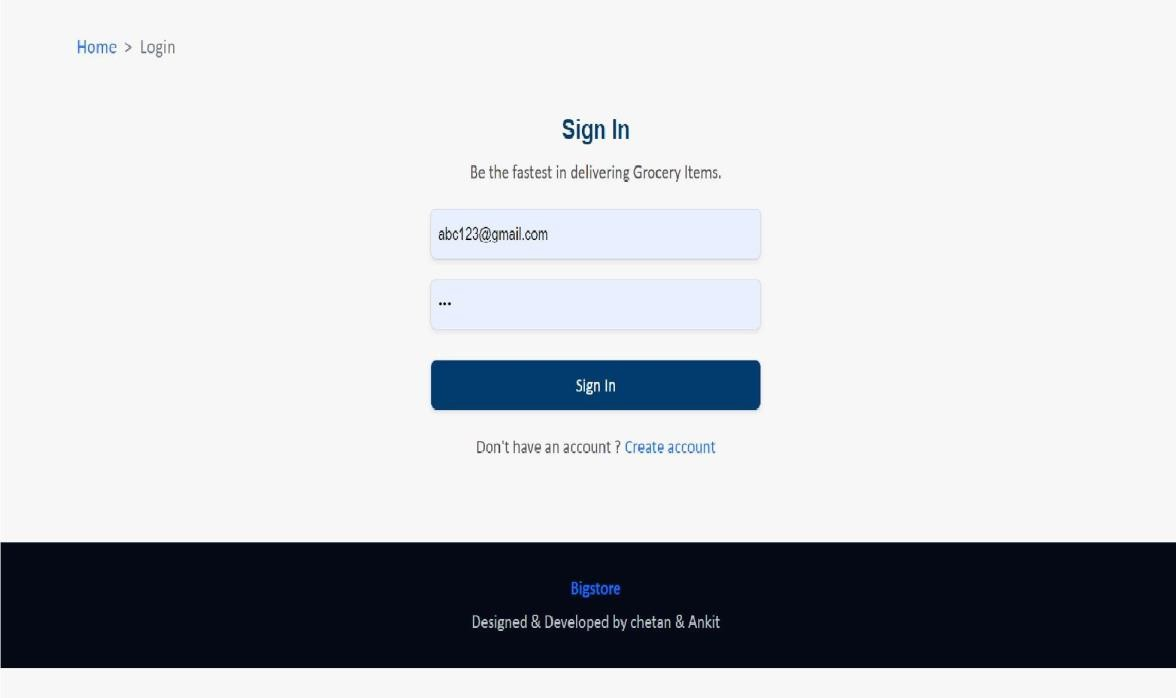 Home > Login
Sign In
Be the fastest in delivering Grocery Items.
abc123@gmail.com
•••
Sign In
Don't have an account ? Create account
Bigstore
Designed & Developed by chetan & Ankit